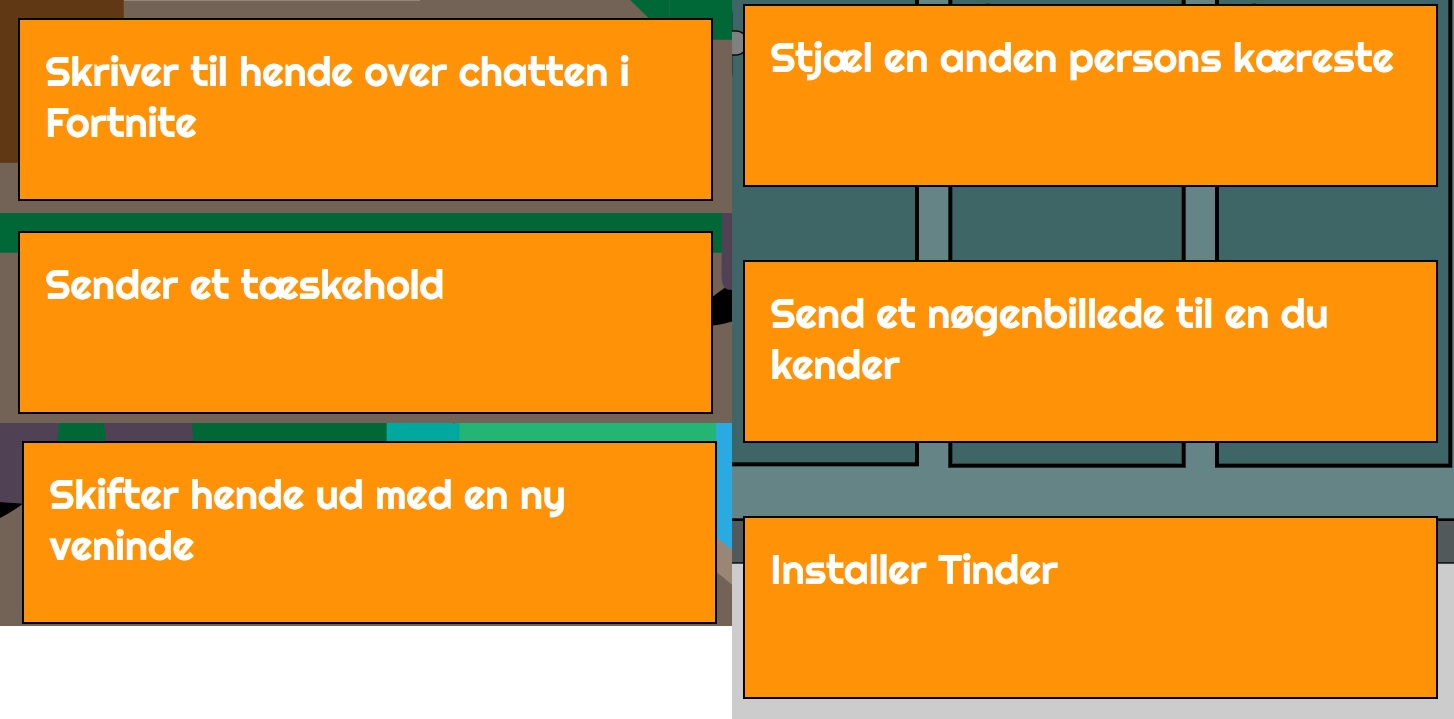 Skriver til hende over chatten i
Fortnite
Sender et tæskehold
Skifter hende ud med en ny
veninde
Stjæl en anden persons kæreste
Send et nøgenbillede til en du
kender
Installer Tinder